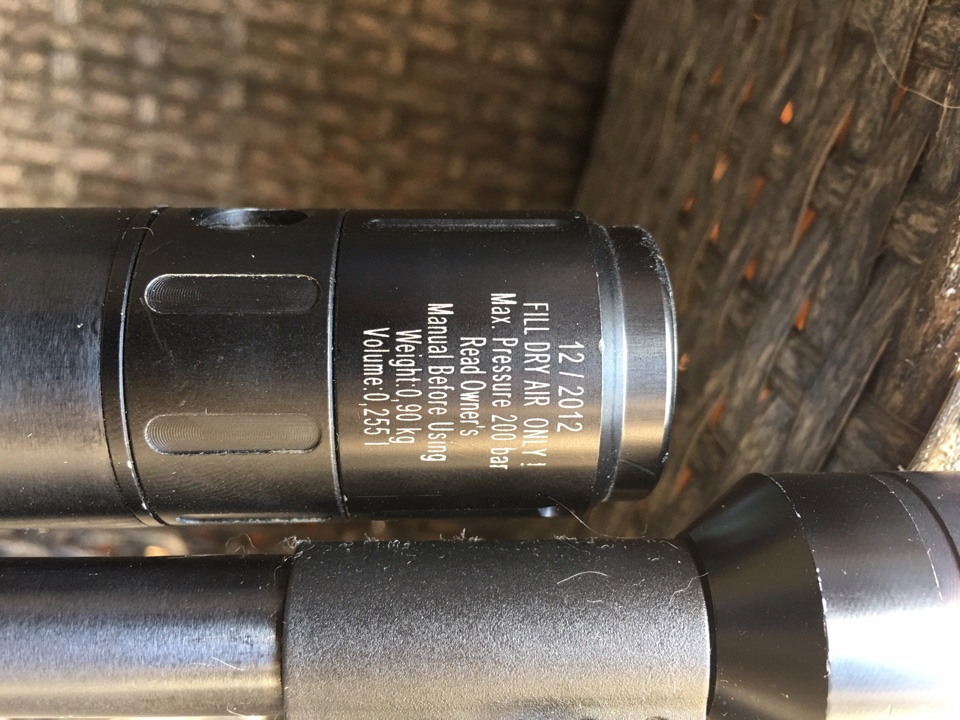 12 / 2012
FILL DRY AIR ONLY !
Max. Pressure 200 bar
Read Owner's
Manual Before Using
Weight:0,90 kg
Volume:0,255 l